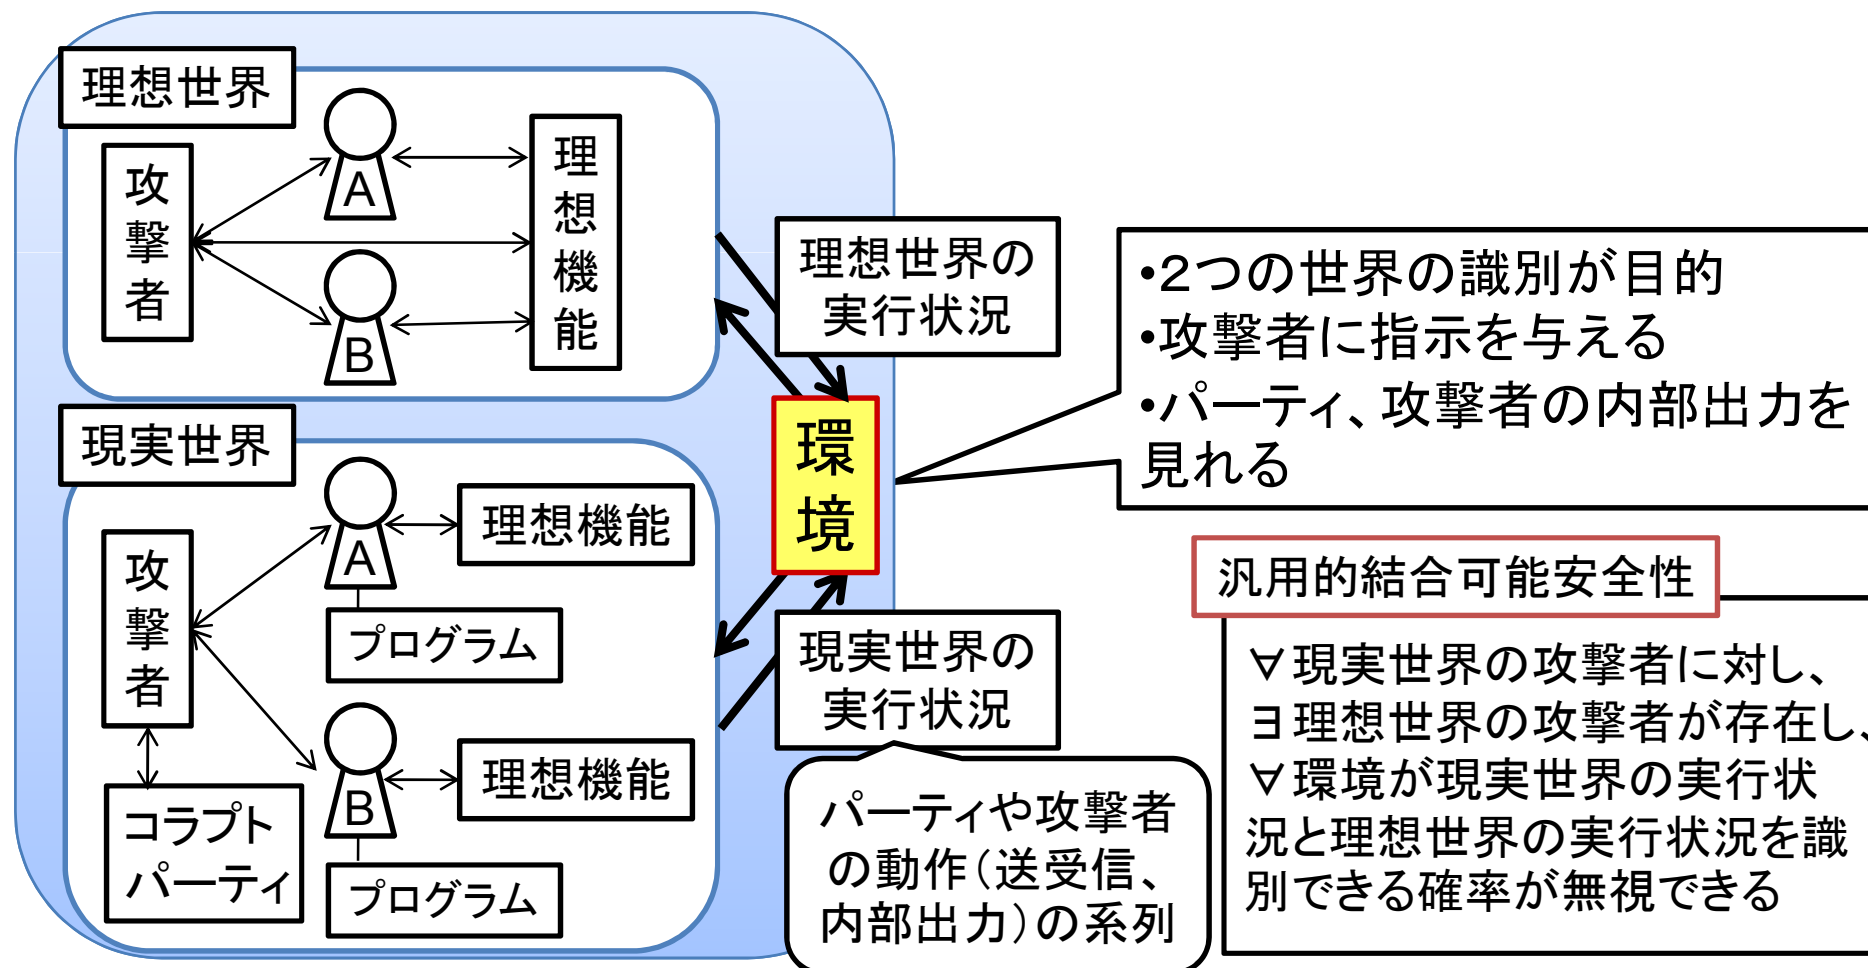 理想世界
攻撃者
A
B
理想機能
理想世界の
実行状況
現実世界
攻撃者
A
理想機能
プログラム
B
理想機能
プログラム
コラプト
パーティ
環境
現実世界の
実行状況
パーティや攻撃者
の動作(送受信、
内部出力)の系列
•2つの世界の識別が目的
•攻撃者に指示を与える
•パーティ、攻撃者の内部出力を
見れる
汎用的結合可能安全性
∀現実世界の攻撃者に対し、
∃理想世界の攻撃者が存在し、
∀環境が現実世界の実行状
況と理想世界の実行状況を識
別できる確率が無視できる